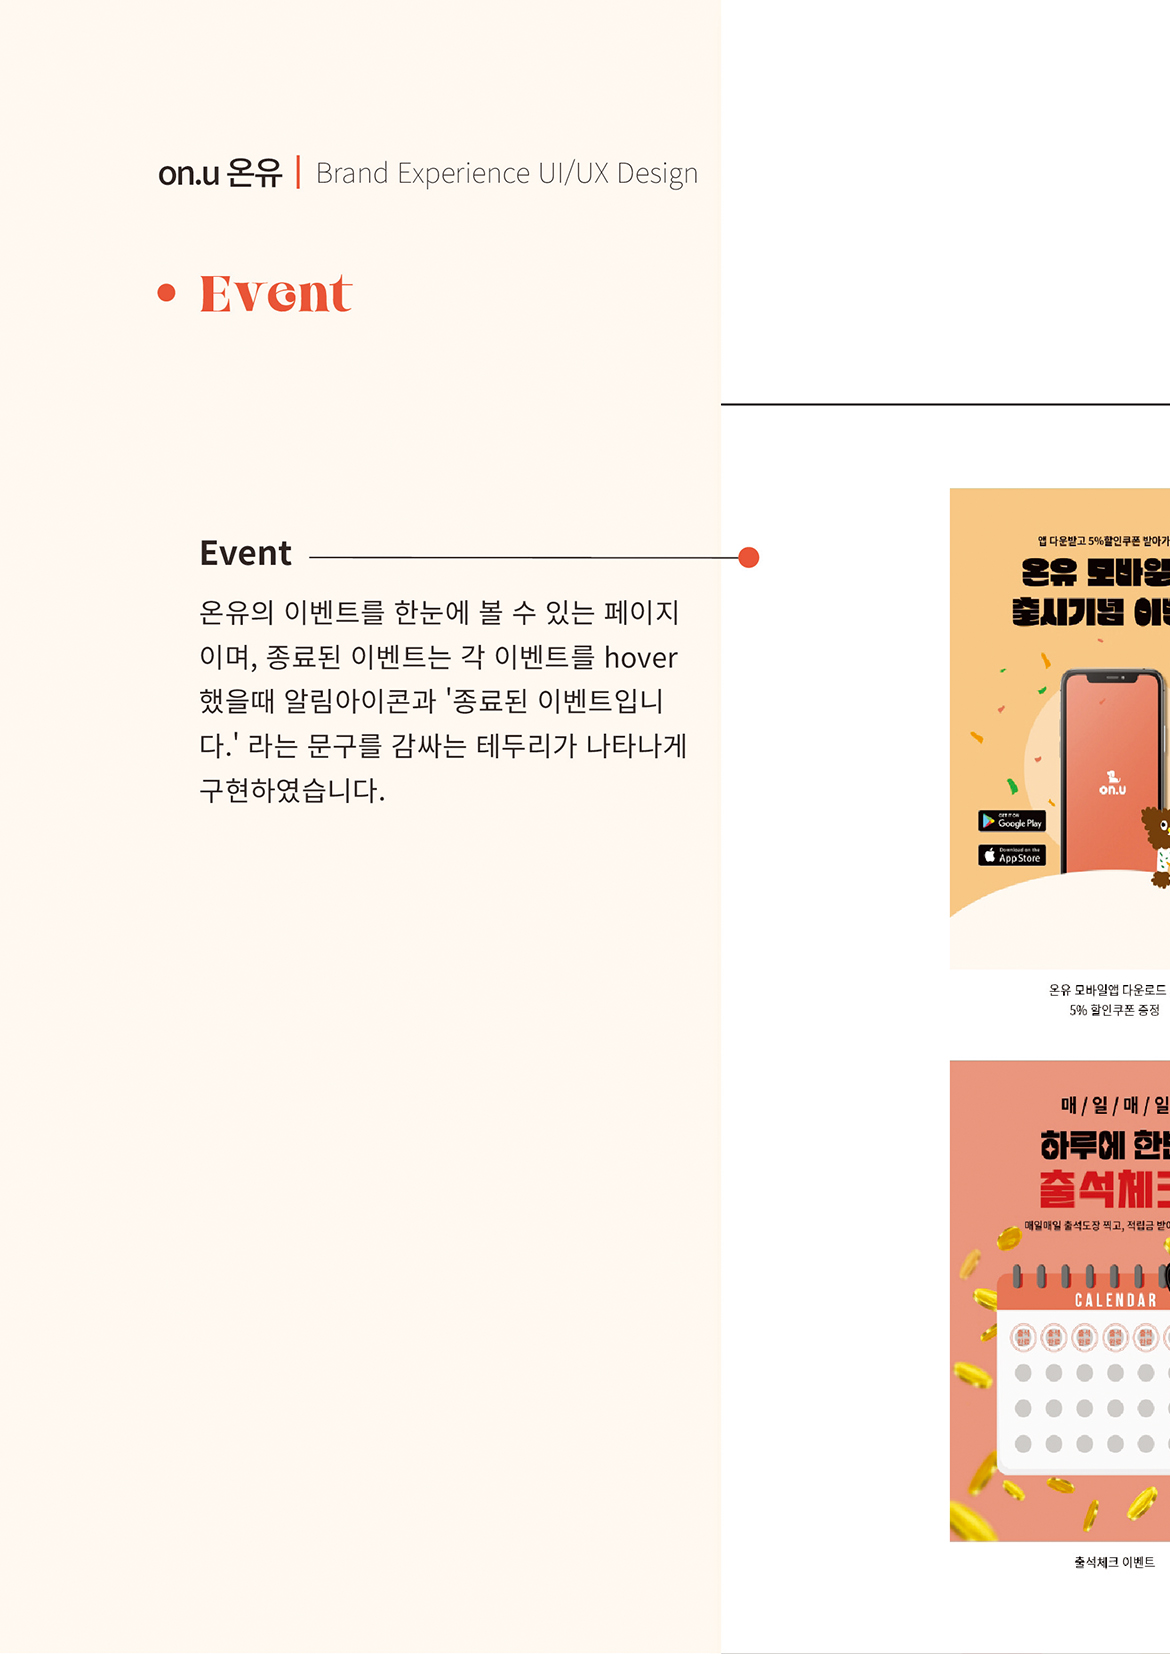 on.u 온유 | Brand Experience UI/UX Design
Event
Event
온유의 이벤트를 한눈에 볼 수 있는 페이지
이며, 종료된 이벤트는 각 이벤트를 hover
했을때 알림아이콘과 '종료된 이벤트입니
다.' 라는 문구를 감싸는 테두리가 나타나게
구현하였습니다.
앱 다운받고 5%할인쿠폰 받아가
온유 모바일
출시기념 이
on.u
GET IT ON
Google Play
Download on the
App Store
온유 모바일앱 다운로드
5% 할인쿠폰 증정
매 / 일 / 매 / 일
하루에 한
출석체
매일매일 출석도장 찍고, 적립금 받
CALENDAR
출석체크 이벤트